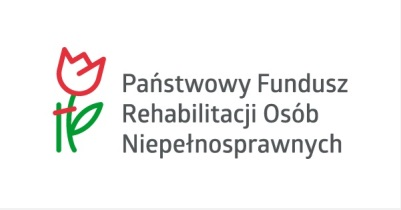 Państwowy Fundusz
Rehabilitacji Osób
Niepełnosprawnych